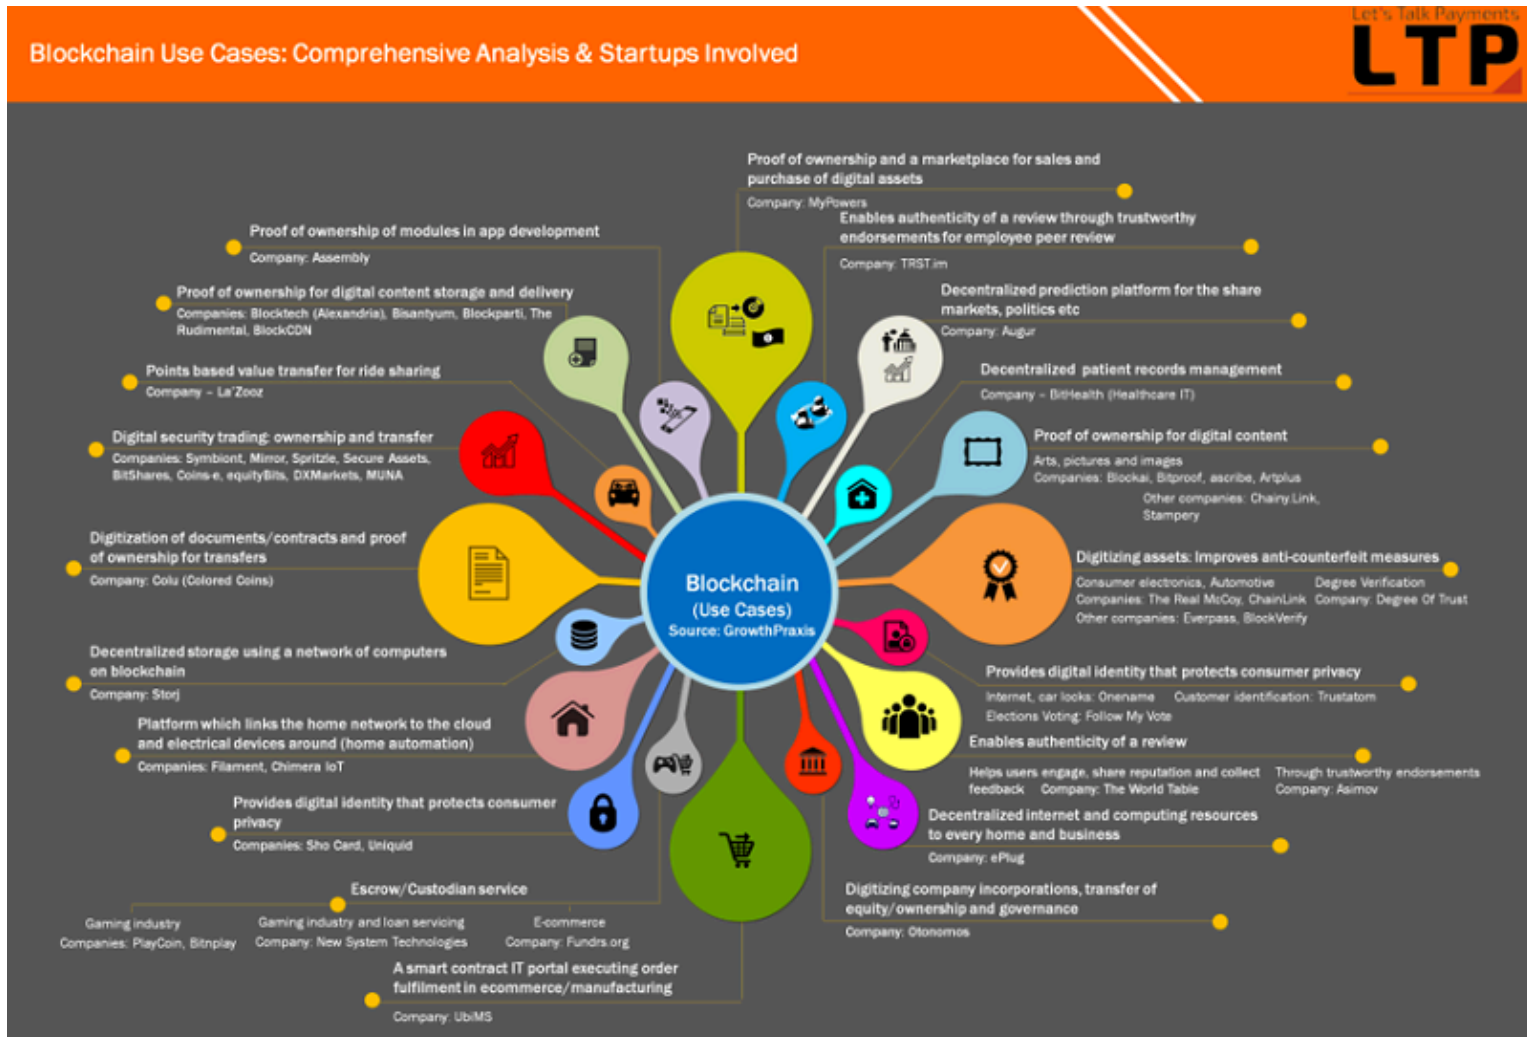 Let's Talk Payments
LTP
Blockchain Use Cases: Comprehensive Analysis & Startups Involved
Proof of ownership and a marketplace for sales and
purchase of digital assets
Company: MyPowers
Enables authenticity of a review through trustworthy
endorsements for employee peer review
Company: TRST.im
Decentralized prediction platform for the share
markets, politics etc
Company: Augur
Decentralized patient records management
Company – BitHealth (Healthcare IT)
Proof of ownership for digital content
Arts, pictures and images
Companies: Blockai, Bitproof, ascribe, Artplus
Other companies: Chainy.Link,
Stampery
Digitizing assets: Improves anti-counterfeit measures
Consumer electronics, Automotive
Companies: The Real McCoy, ChainLink
Degree Verification
Company: Degree Of Trust
Other companies: Everpass, BlockVerify
Provides digital identity that protects consumer privacy
Internet, car locks: Onename
Customer identification: Trustatom
Elections Voting: Follow My Vote
Enables authenticity of a review
Helps users engage, share reputation and collect
feedback Company: The World Table
Through trustworthy endorsements
Company: Asimov
Decentralized internet and computing resources
to every home and business
Company: ePlug
Digitizing company incorporations, transfer of
equity/ownership and governance
Company: Otonomos
Proof of ownership of modules in app development
Company: Assembly
Proof of ownership for digital content storage and delivery
Companies: Blocktech (Alexandria), Bisantyum, Blockparti, The
Rudimental, BlockCDN
Points based value transfer for ride sharing
Company – La'Zooz
Digital security trading: ownership and transfer
Companies: Symbiont, Mirror, Spritzle, Secure Assets,
BitShares, Coins-e, equityBits, DXMarkets, MUNA
Digitization of documents/contracts and proof
of ownership for transfers
Company: Colu (Colored Coins)
Decentralized storage using a network of computers
on blockchain
Company: Storj
Platform which links the home network to the cloud
and electrical devices around (home automation)
Companies: Filament, Chimera IoT
Provides digital identity that protects consumer
privacy
Companies: Sho Card, Uniquid
Escrow/Custodian service
Gaming industry
Companies: PlayCoin, Bitnplay
Gaming industry and loan servicing
Company: New System Technologies
E-commerce
Company: Fundrs.org
A smart contract IT portal executing order
fulfilment in ecommerce/manufacturing
Company: UbiMS
Blockchain
(Use Cases)
Source: GrowthPraxis